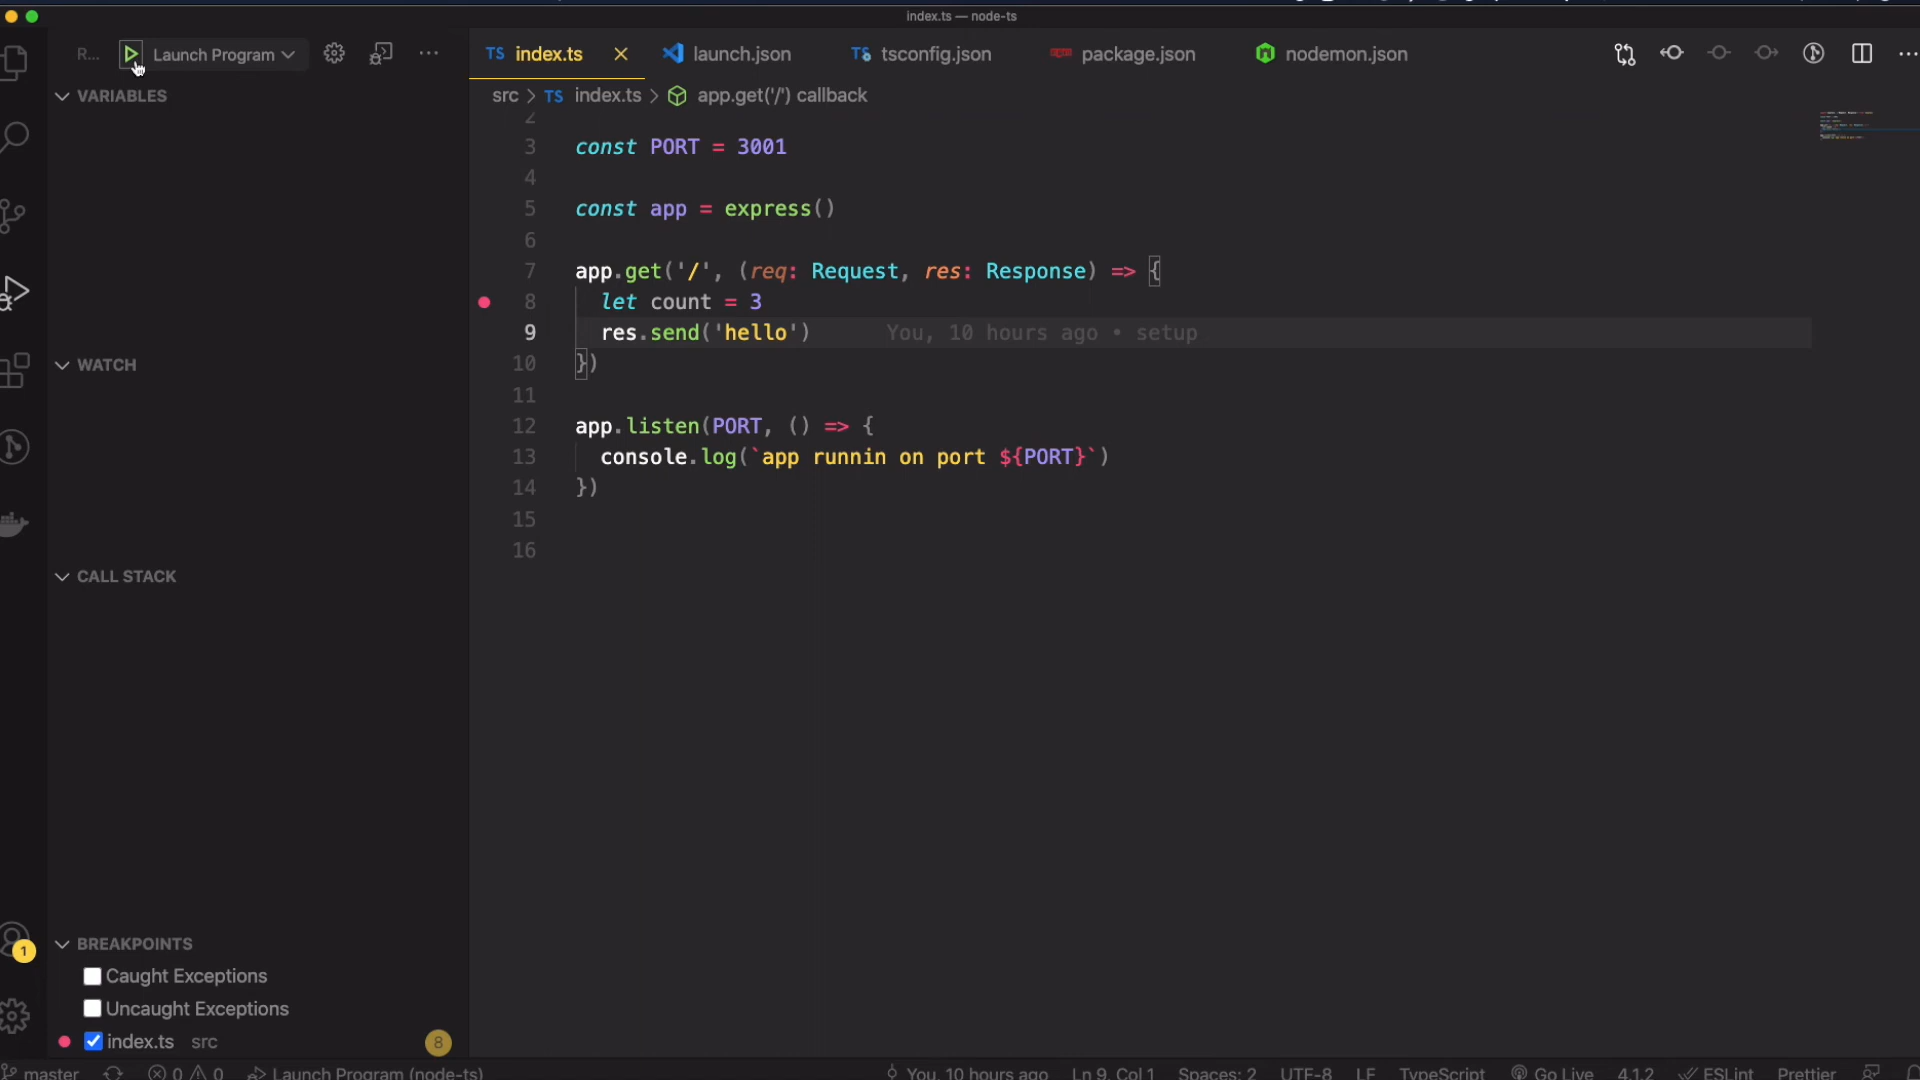 index.ts — node-ts
R... Launch Program ...
TS index.ts launch.json TS tsconfig.json package.json nodemon.json ...
VARIABLES
src > TS index.ts > app.get('/') callback
2
3 const PORT = 3001
4
5 const app = express()
6
7 app.get('/', (req: Request, res: Response) => {
8 let count = 3
9 res.send('hello') You, 10 hours ago • setup
10 })
11
12 app.listen(PORT, () => {
13 console.log(`app runnin on port ${PORT}`)
14 })
15
16
WATCH
CALL STACK
1
BREAKPOINTS
Caught Exceptions
Uncaught Exceptions
index.ts src 8
master 0 0 Launch Program (node-ts) You, 10 hours ago Ln 9, Col 1 Spaces: 2 UTF-8 LF TypeScript Go Live 4.1.2 ESLint Prettier